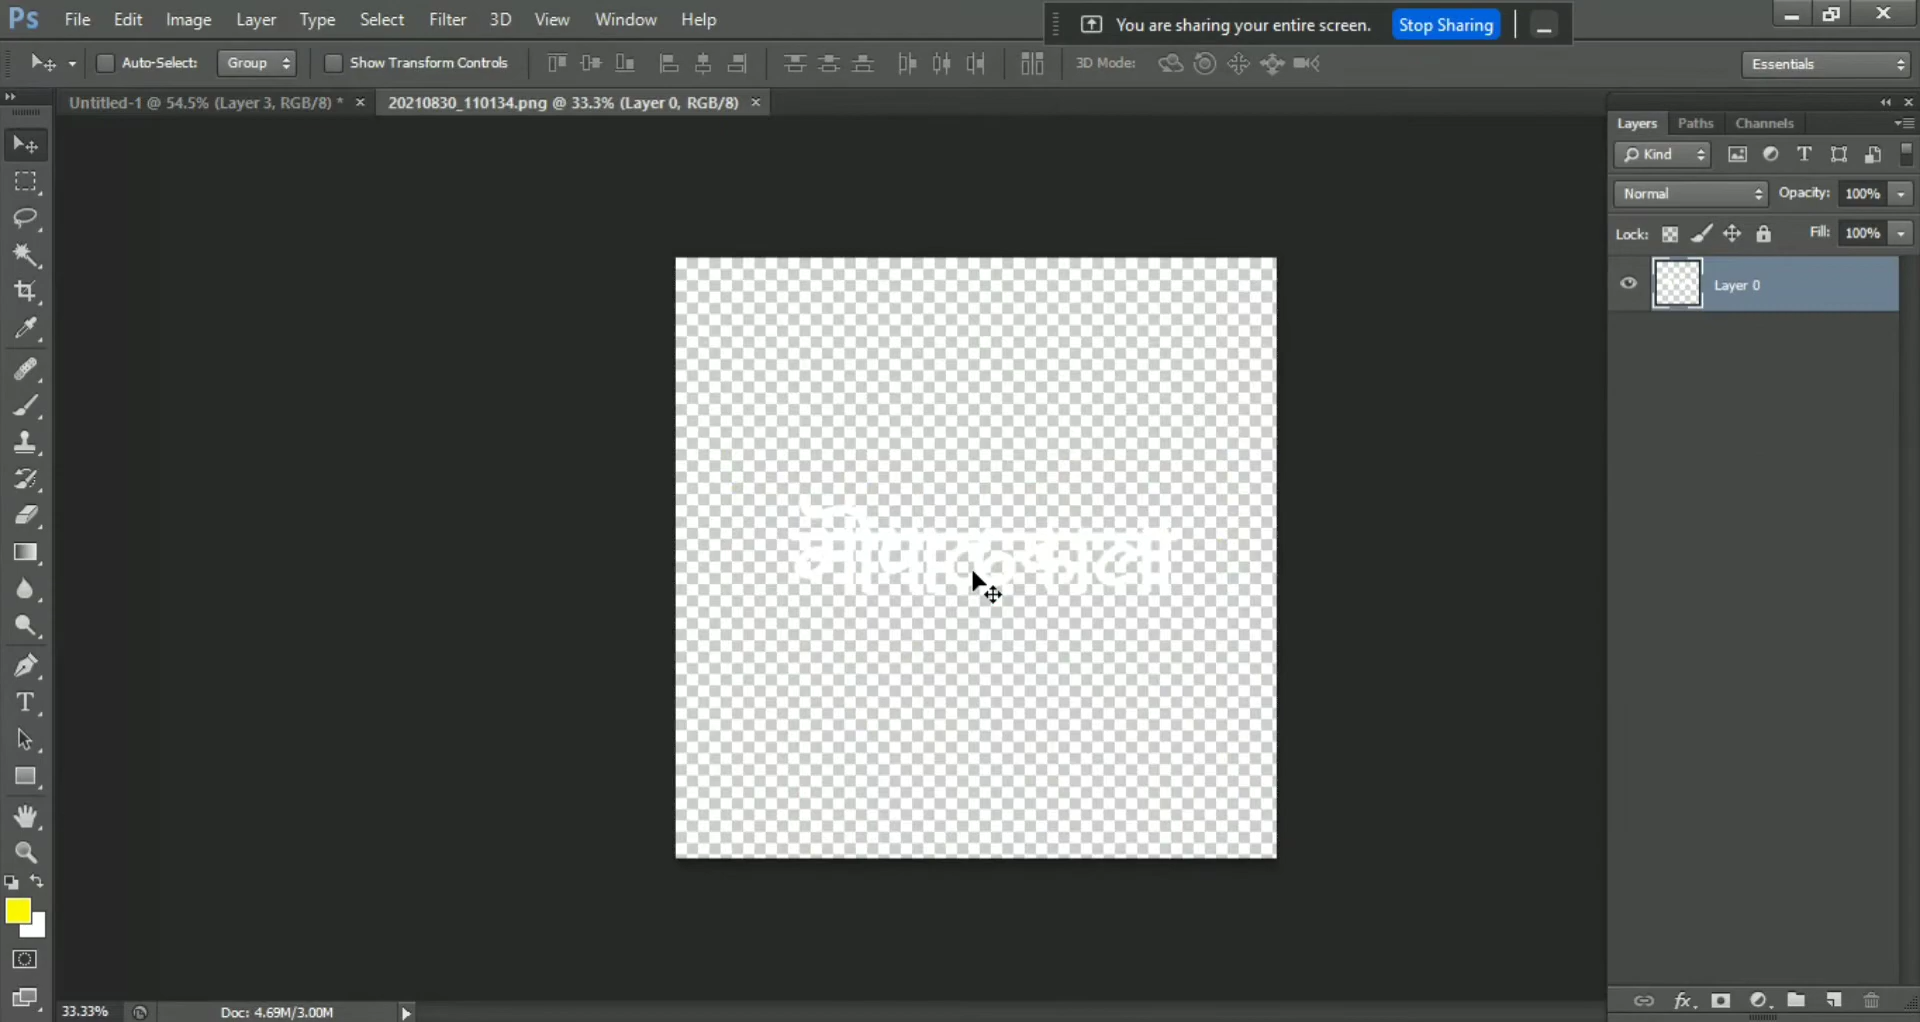 Ps File Edit Image Layer Type Select Filter 3D View Window Help
You are sharing your entire screen. Stop Sharing
Auto-Select: Group Show Transform Controls 3D Mode: Essentials
Untitled-1 @ 54.5% (Layer 3, RGB/8) * × 20210830_110134.png @ 33.3% (Layer 0, RGB/8) ×
Layers Paths Channels
Kind
Normal Opacity: 100%
Lock: Fill: 100%
Layer 0
33.33% Doc: 4.69M/3.00M